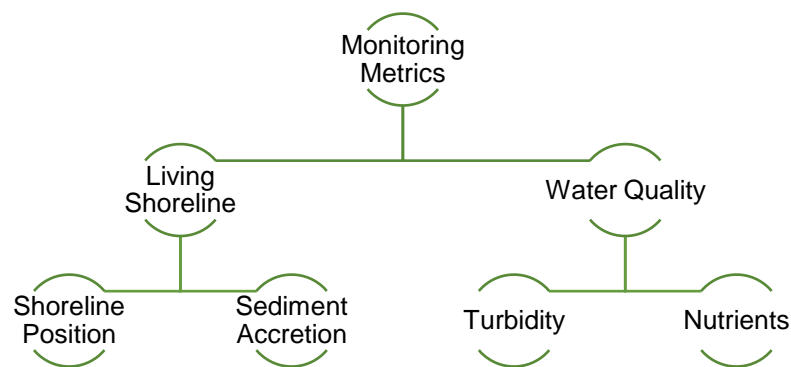 Monitoring
Metrics
Living
Shoreline
Water Quality
Shoreline
Position
Sediment
Accretion
Turbidity
Nutrients